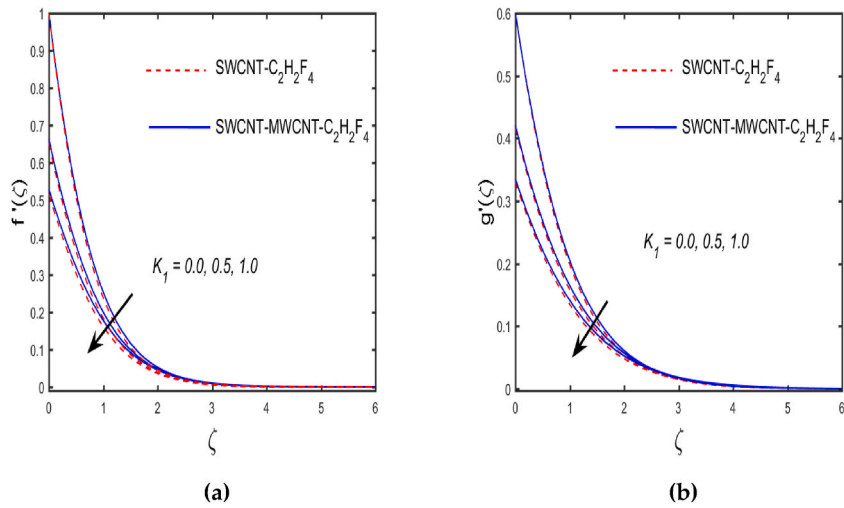 1
0.9
0.8
0.7
0.6
0.5
0.4
0.3
0.2
0.1
0
0 1 2 3 4 5 6
f '(ζ)
ζ
SWCNT-C₂H₂F₄
SWCNT-MWCNT-C₂H₂F₄
K₁ = 0.0, 0.5, 1.0
(a)
0.6
0.5
0.4
0.3
0.2
0.1
0
0 1 2 3 4 5 6
g'(ζ)
ζ
SWCNT-C₂H₂F₄
SWCNT-MWCNT-C₂H₂F₄
K₁ = 0.0, 0.5, 1.0
(b)